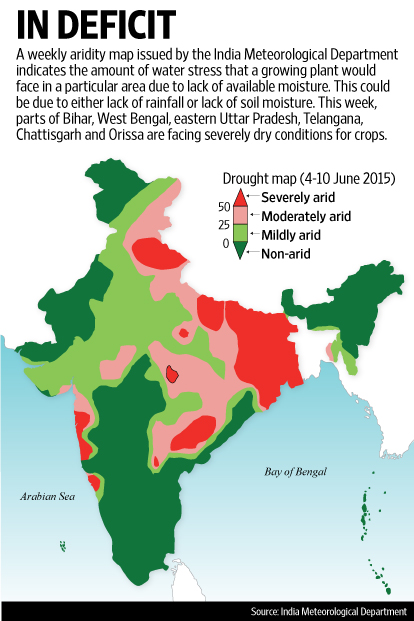 IN DEFICIT
A weekly aridity map issued by the India Meteorological Department
indicates the amount of water stress that a growing plant would
face in a particular area due to lack of available moisture. This could
be due to either lack of rainfall or lack of soil moisture. This week,
parts of Bihar, West Bengal, eastern Uttar Pradesh, Telangana,
Chattisgarh and Orissa are facing severely dry conditions for crops.
Drought map (4-10 June 2015)
Severely arid
50
Moderately arid
25
Mildly arid
0
Non-arid
Bay of Bengal
Arabian Sea
Source: India Meteorological Department